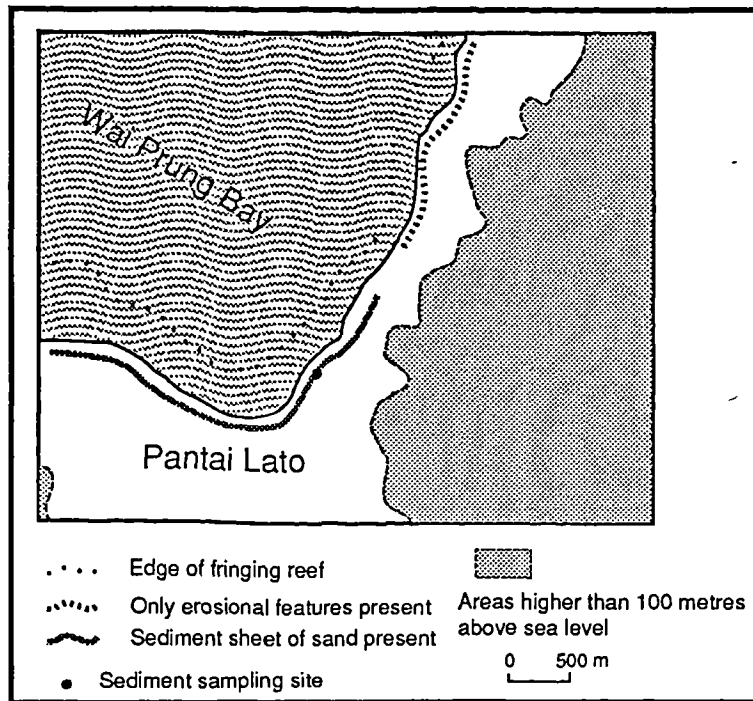 Wai Prung Bay
Pantai Lato
Edge of fringing reef
Only erosional features present
Sediment sheet of sand present
Sediment sampling site
Areas higher than 100 metres
above sea level
0 500 m